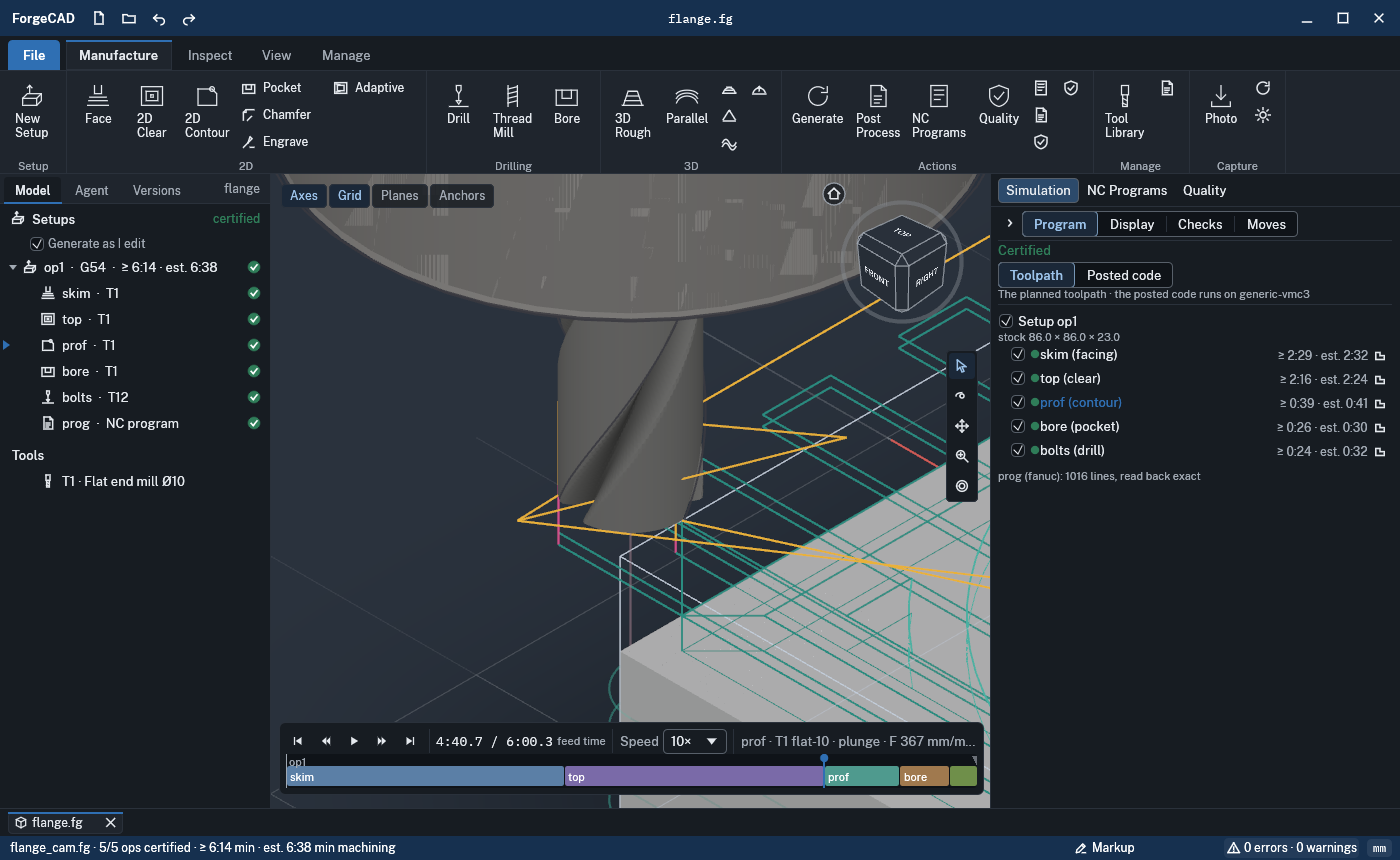 ForgeCAD
flange.fg
File Manufacture Inspect View Manage
New Setup
Setup
Face
2D Clear
2D Contour
Pocket
Chamfer
Engrave
Adaptive
2D
Drill
Thread Mill
Bore
Drilling
3D Rough
Parallel
3D
Generate
Post Process
NC Programs
Quality
Actions
Tool Library
Manage
Photo
Capture
Model Agent Versions flange
Setups certified
Generate as I edit
op1 · G54 · ≥ 6:14 · est. 6:38
skim · T1
top · T1
prof · T1
bore · T1
bolts · T12
prog · NC program
Tools
T1 · Flat end mill Ø10
Axes Grid Planes Anchors
TOP
FRONT
RIGHT
4:40.7 / 6:00.3 feed time Speed 10× prof · T1 flat-10 · plunge · F 367 mm/m...
op1
skim top prof bore
Simulation NC Programs Quality
Program Display Checks Moves
Certified
Toolpath Posted code
The planned toolpath · the posted code runs on generic-vmc3
Setup op1
stock 86.0 × 86.0 × 23.0
skim (facing) ≥ 2:29 · est. 2:32
top (clear) ≥ 2:16 · est. 2:24
prof (contour) ≥ 0:39 · est. 0:41
bore (pocket) ≥ 0:26 · est. 0:30
bolts (drill) ≥ 0:24 · est. 0:32
prog (fanuc): 1016 lines, read back exact
flange.fg
flange_cam.fg · 5/5 ops certified · ≥ 6:14 min · est. 6:38 min machining
Markup
0 errors · 0 warnings mm